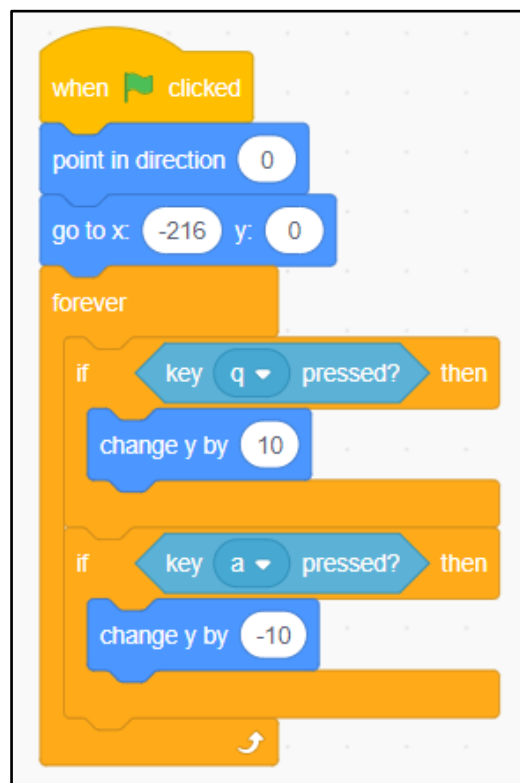 when clicked
point in direction 0
go to x: -216 y: 0
forever
if key q pressed? then
change y by 10
if key a pressed? then
change y by -10